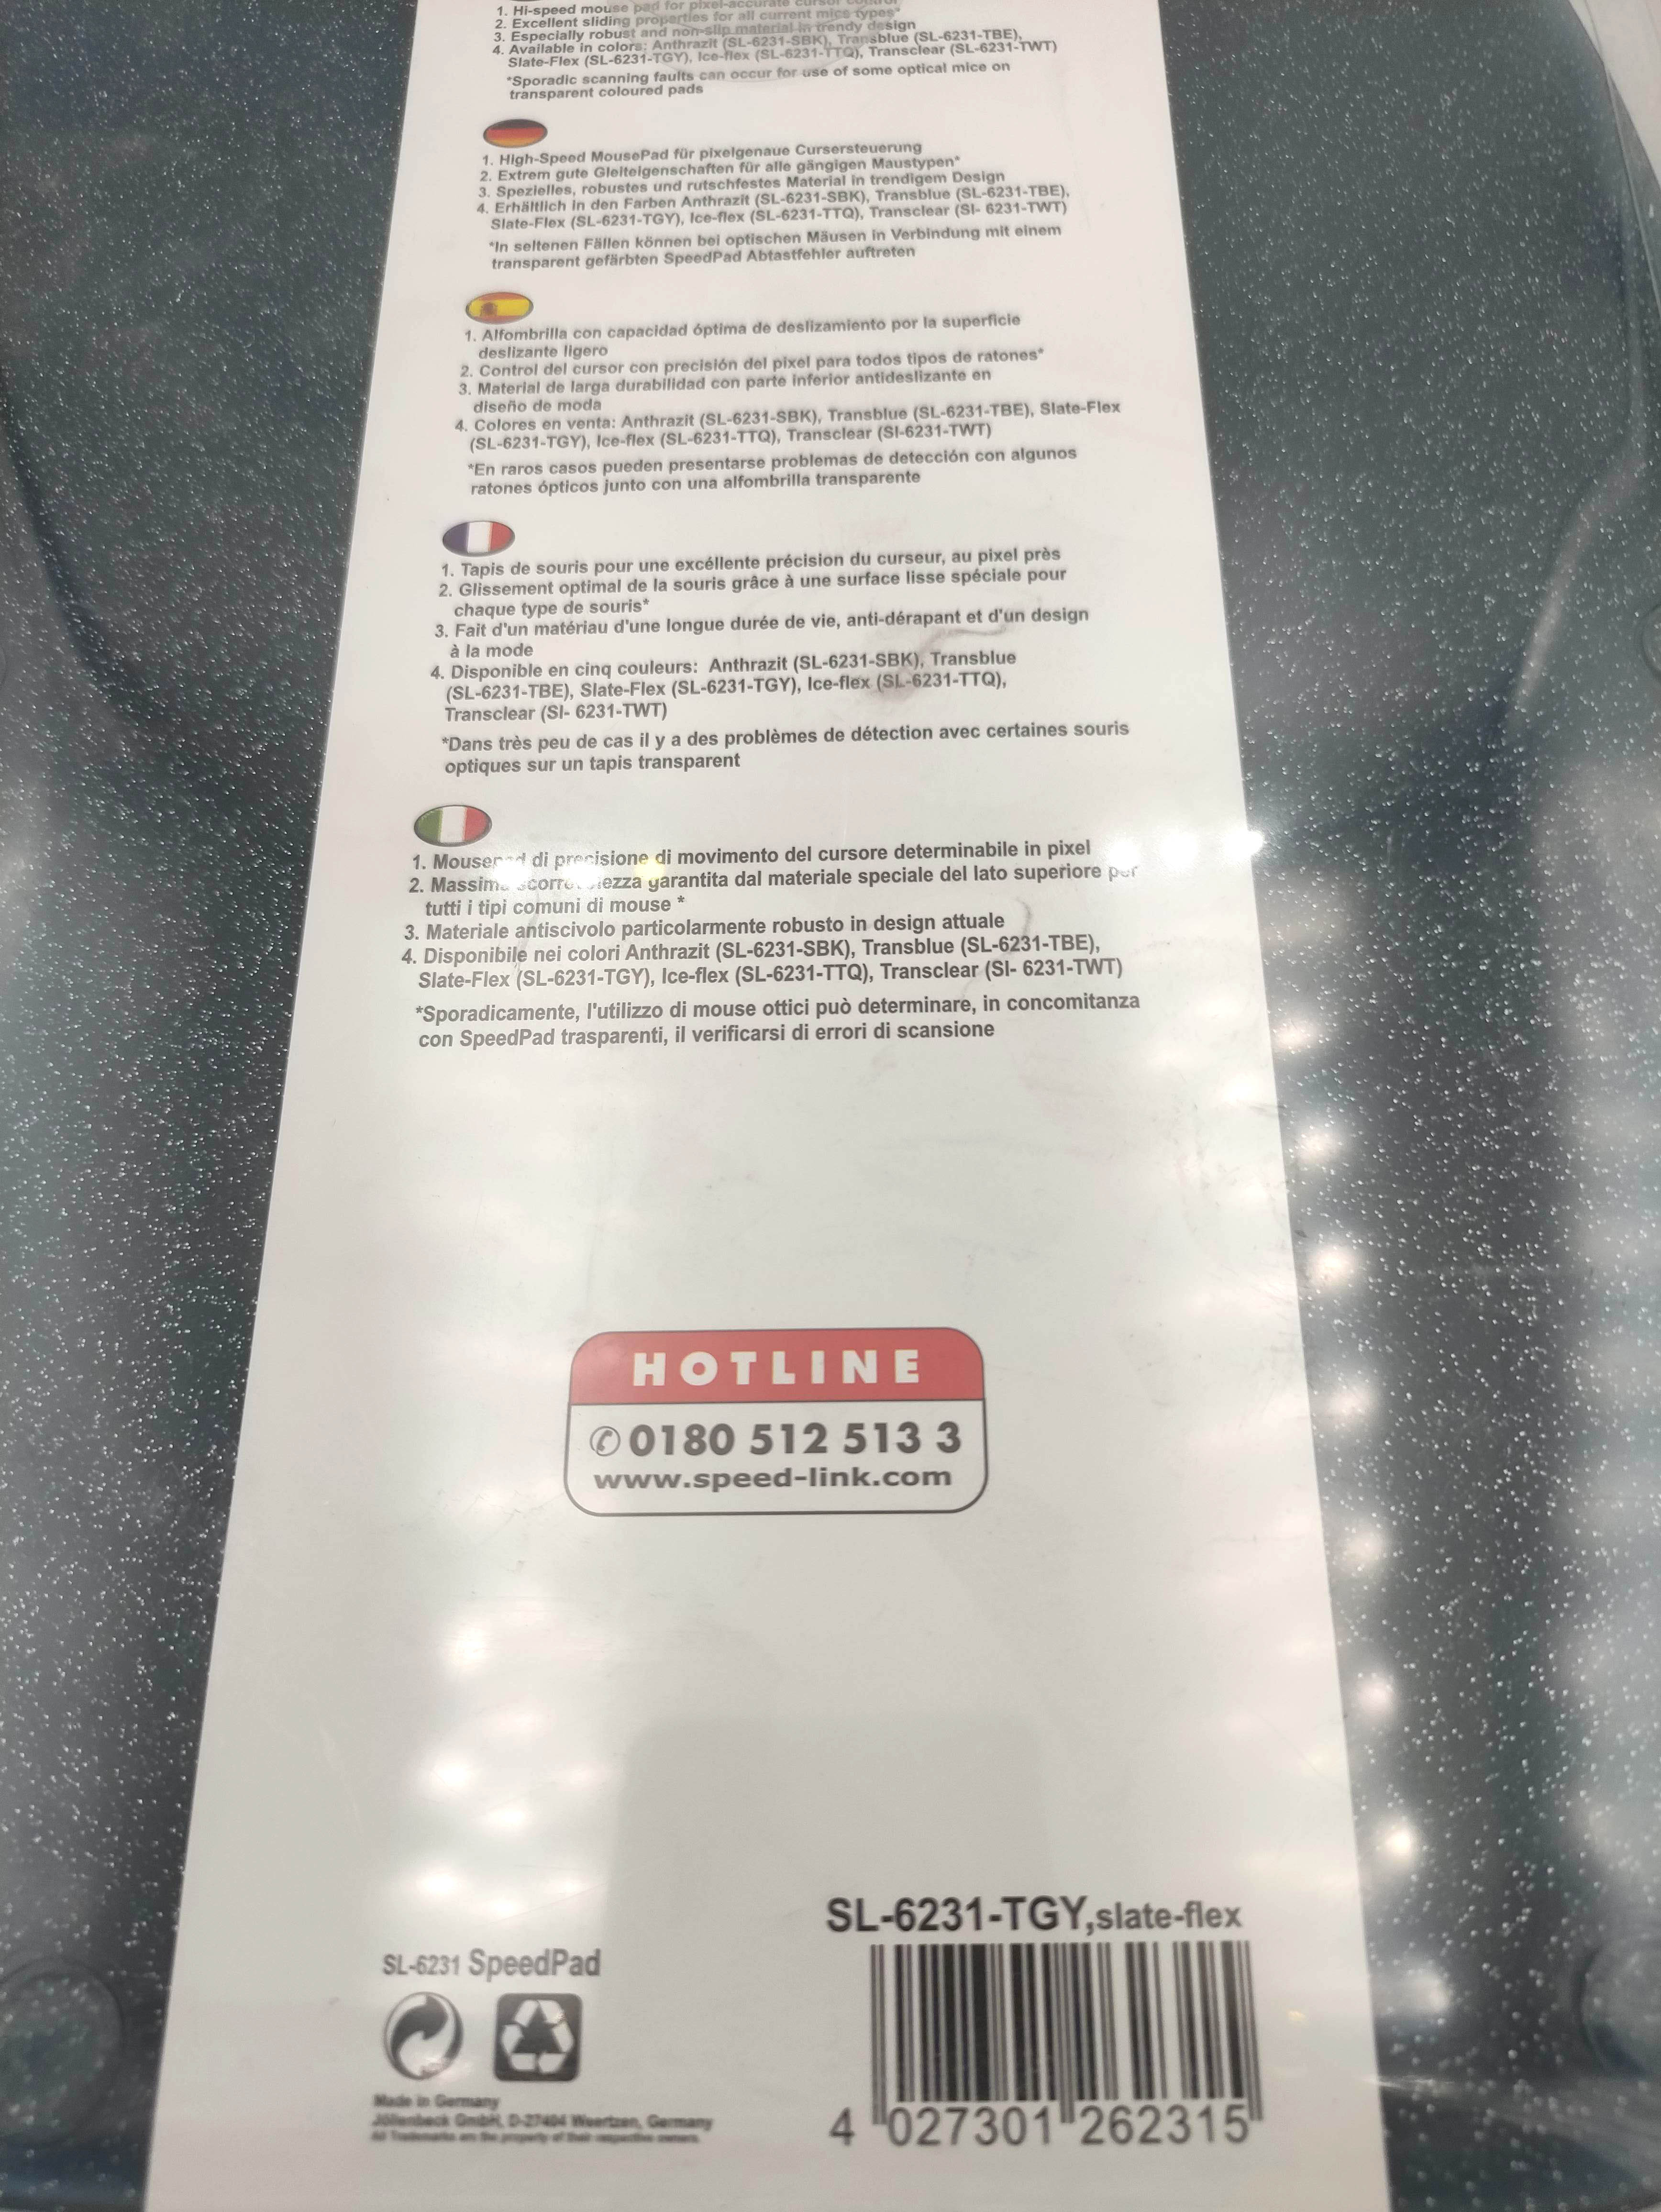 1. Hi-speed mouse pad for pixel-accurate cursor control
2. Excellent sliding properties for all current mice types*
3. Especially robust and non-slip material in trendy design
4. Available in colors: Anthrazit (SL-6231-SBK), Transblue (SL-6231-TBE),
Slate-Flex (SL-6231-TGY), Ice-flex (SL-6231-TTQ), Transclear (SL-6231-TWT)
*Sporadic scanning faults can occur for use of some optical mice on
transparent coloured pads
1. High-Speed MousePad für pixelgenaue Cursersteuerung
2. Extrem gute Gleiteigenschaften für alle gängigen Maustypen*
3. Spezielles, robustes und rutschfestes Material in trendigem Design
4. Erhältlich in den Farben Anthrazit (SL-6231-SBK), Transblue (SL-6231-TBE),
Slate-Flex (SL-6231-TGY), Ice-flex (SL-6231-TTQ), Transclear (Sl- 6231-TWT)
*In seltenen Fällen können bei optischen Mäusen in Verbindung mit einem
transparent gefärbten SpeedPad Abtastfehler auftreten
1. Alfombrilla con capacidad óptima de deslizamiento por la superficie
deslizante ligero
2. Control del cursor con precisión del pixel para todos tipos de ratones*
3. Material de larga durabilidad con parte inferior antideslizante en
diseño de moda
4. Colores en venta: Anthrazit (SL-6231-SBK), Transblue (SL-6231-TBE), Slate-Flex
(SL-6231-TGY), Ice-flex (SL-6231-TTQ), Transclear (Sl-6231-TWT)
*En raros casos pueden presentarse problemas de detección con algunos
ratones ópticos junto con una alfombrilla transparente
1. Tapis de souris pour une excéllente précision du curseur, au pixel près
2. Glissement optimal de la souris grâce à une surface lisse spéciale pour
chaque type de souris*
3. Fait d'un matériau d'une longue durée de vie, anti-dérapant et d'un design
à la mode
4. Disponible en cinq couleurs: Anthrazit (SL-6231-SBK), Transblue
(SL-6231-TBE), Slate-Flex (SL-6231-TGY), Ice-flex (SL-6231-TTQ),
Transclear (Sl- 6231-TWT)
*Dans très peu de cas il y a des problèmes de détection avec certaines souris
optiques sur un tapis transparent
1. Mousepad di precisione di movimento del cursore determinabile in pixel
2. Massima scorrevolezza garantita dal materiale speciale del lato superiore per
tutti i tipi comuni di mouse *
3. Materiale antiscivolo particolarmente robusto in design attuale
4. Disponibile nei colori Anthrazit (SL-6231-SBK), Transblue (SL-6231-TBE),
Slate-Flex (SL-6231-TGY), Ice-flex (SL-6231-TTQ), Transclear (Sl- 6231-TWT)
*Sporadicamente, l'utilizzo di mouse ottici può determinare, in concomitanza
con SpeedPad trasparenti, il verificarsi di errori di scansione
HOTLINE
✆ 0180 512 513 3
www.speed-link.com
SL-6231-TGY,slate-flex
SL-6231 SpeedPad
Made in Germany
Jöllenbeck GmbH, D-27404 Weertzen, Germany
All Trademarks are the property of their respective owners.
4 027301 262315